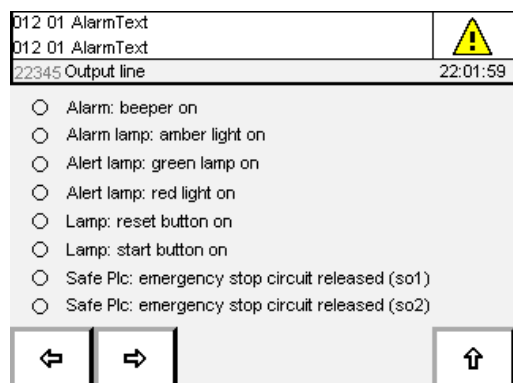 012 01 AlarmText
012 01 AlarmText
22345 Output line 22:01:59
Alarm: beeper on
Alarm lamp: amber light on
Alert lamp: green lamp on
Alert lamp: red light on
Lamp: reset button on
Lamp: start button on
Safe Plc: emergency stop circuit released (so1)
Safe Plc: emergency stop circuit released (so2)